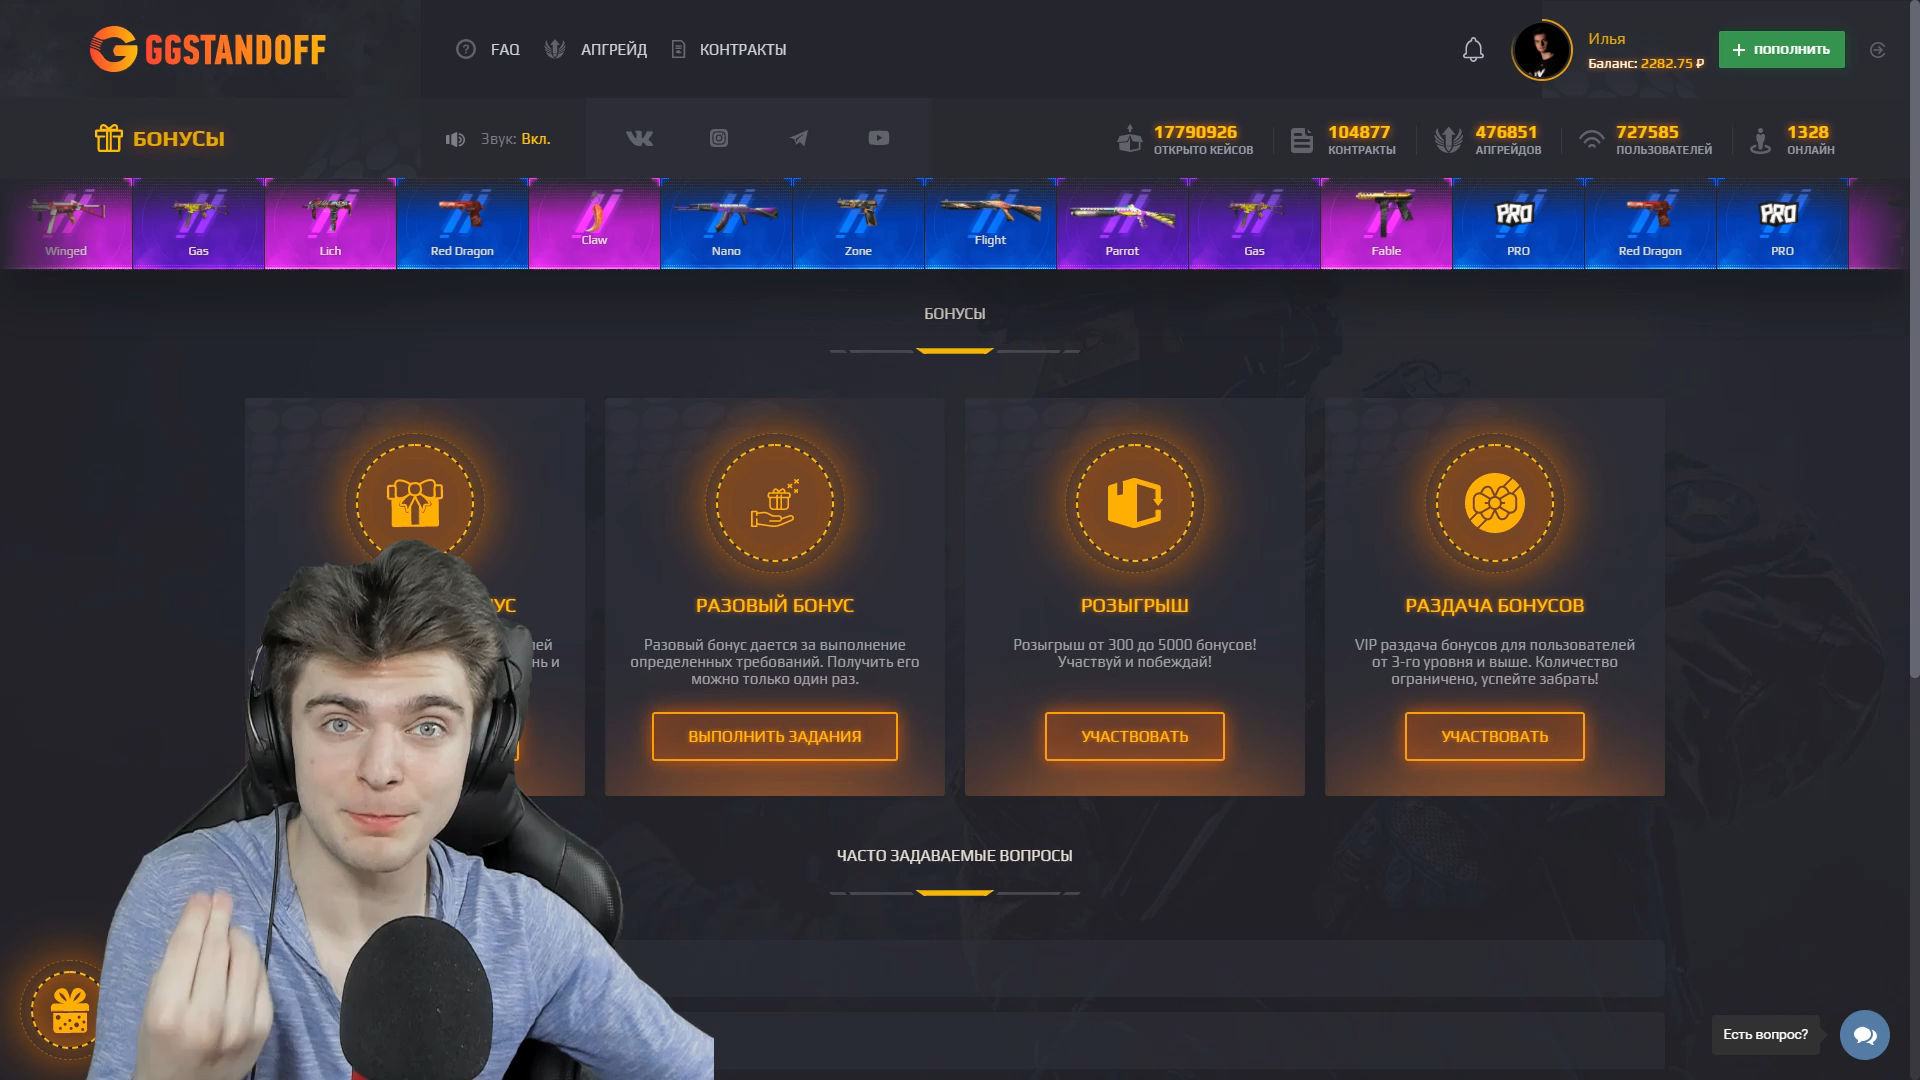 GGSTANDOFF
FAQ
АПГРЕЙД
КОНТРАКТЫ
Илья
Баланс: 2282.75 ₽
ПОПОЛНИТЬ
БОНУСЫ
Звук: Вкл.
17790926
ОТКРЫТО КЕЙСОВ
104877
КОНТРАКТЫ
476851
АПГРЕЙДОВ
727585
ПОЛЬЗОВАТЕЛЕЙ
1328
ОНЛАЙН
Winged
Gas
Lich
Red Dragon
Claw
Nano
Zone
Flight
Parrot
Gas
Fable
PRO
PRO
Red Dragon
PRO
PRO
БОНУСЫ
УС
лей
нь и
РАЗОВЫЙ БОНУС
Разовый бонус дается за выполнение
определенных требований. Получить его
можно только один раз.
ВЫПОЛНИТЬ ЗАДАНИЯ
РОЗЫГРЫШ
Розыгрыш от 300 до 5000 бонусов!
Участвуй и побеждай!
УЧАСТВОВАТЬ
РАЗДАЧА БОНУСОВ
VIP раздача бонусов для пользователей
от 3-го уровня и выше. Количество
ограничено, успейте забрать!
УЧАСТВОВАТЬ
ЧАСТО ЗАДАВАЕМЫЕ ВОПРОСЫ
Есть вопрос?